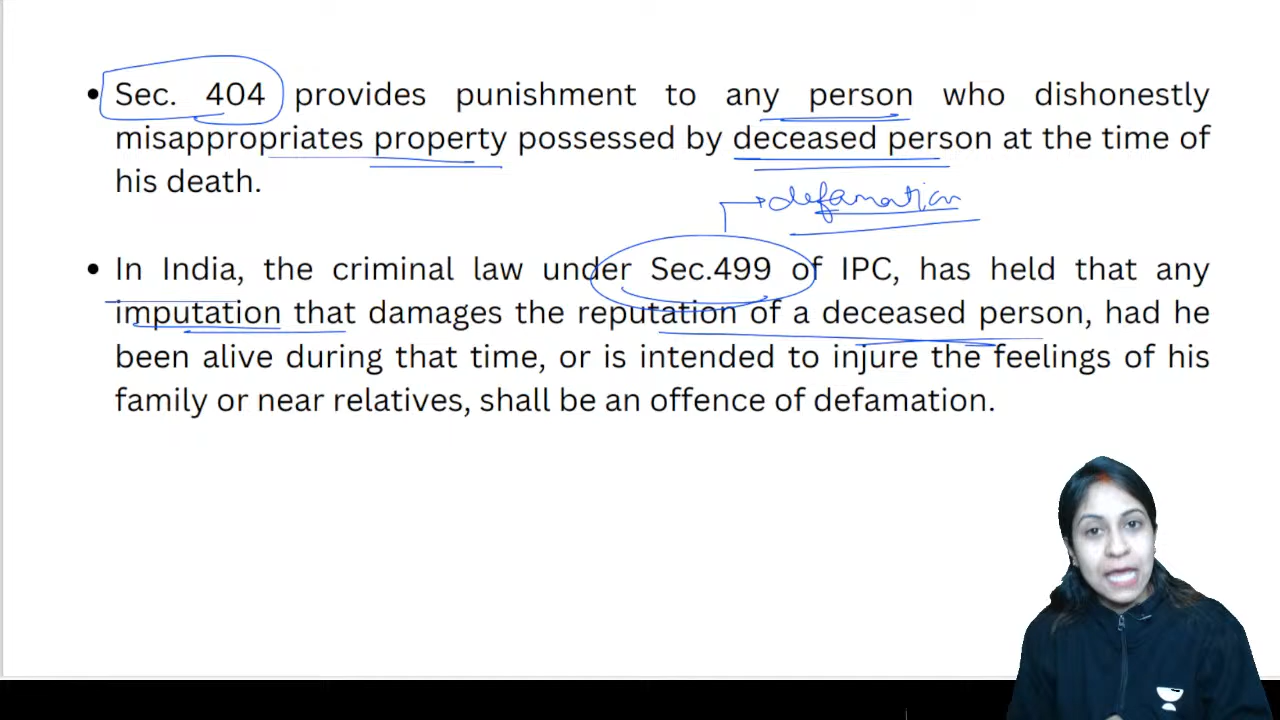 • Sec. 404 provides punishment to any person who dishonestly
misappropriates property possessed by deceased person at the time of
his death.
defamation
• In India, the criminal law under Sec.499 of IPC, has held that any
imputation that damages the reputation of a deceased person, had he
been alive during that time, or is intended to injure the feelings of his
family or near relatives, shall be an offence of defamation.